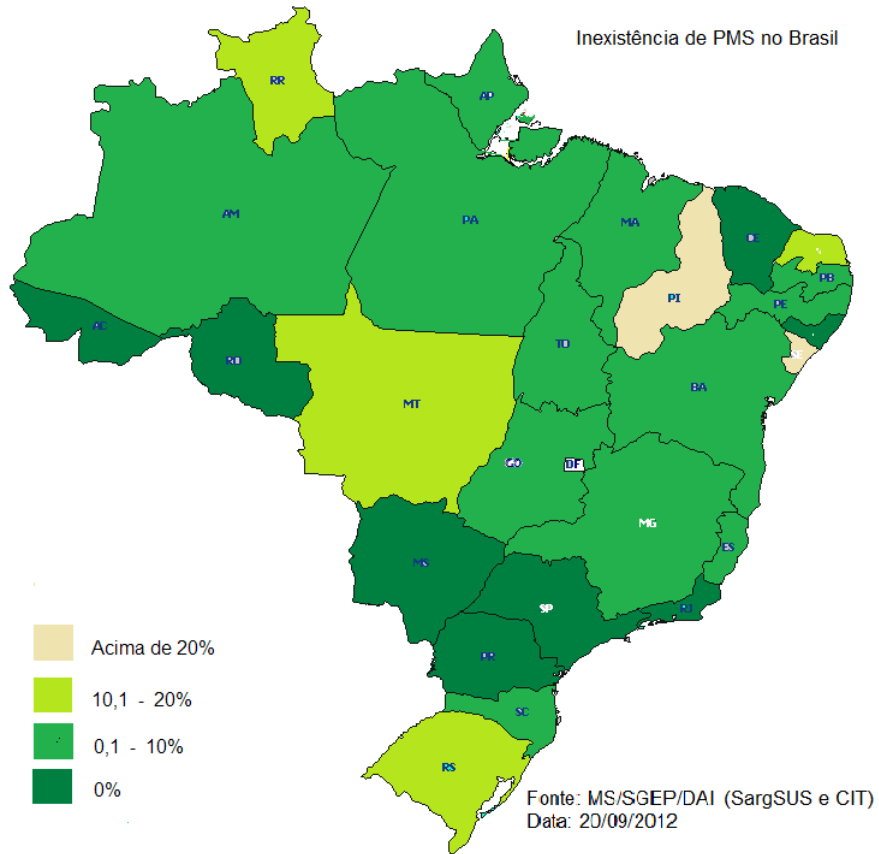 Inexistência de PMS no Brasil
RR
AP
AM
PA
MA
CE
PB
PI
PE
AC
RO
TO
SE
BA
MT
GO
DF
MG
ES
MS
SP
RJ
PR
SC
RS
Acima de 20%
10,1 - 20%
0,1 - 10%
0%
Fonte: MS/SGEP/DAI (SargSUS e CIT)
Data: 20/09/2012